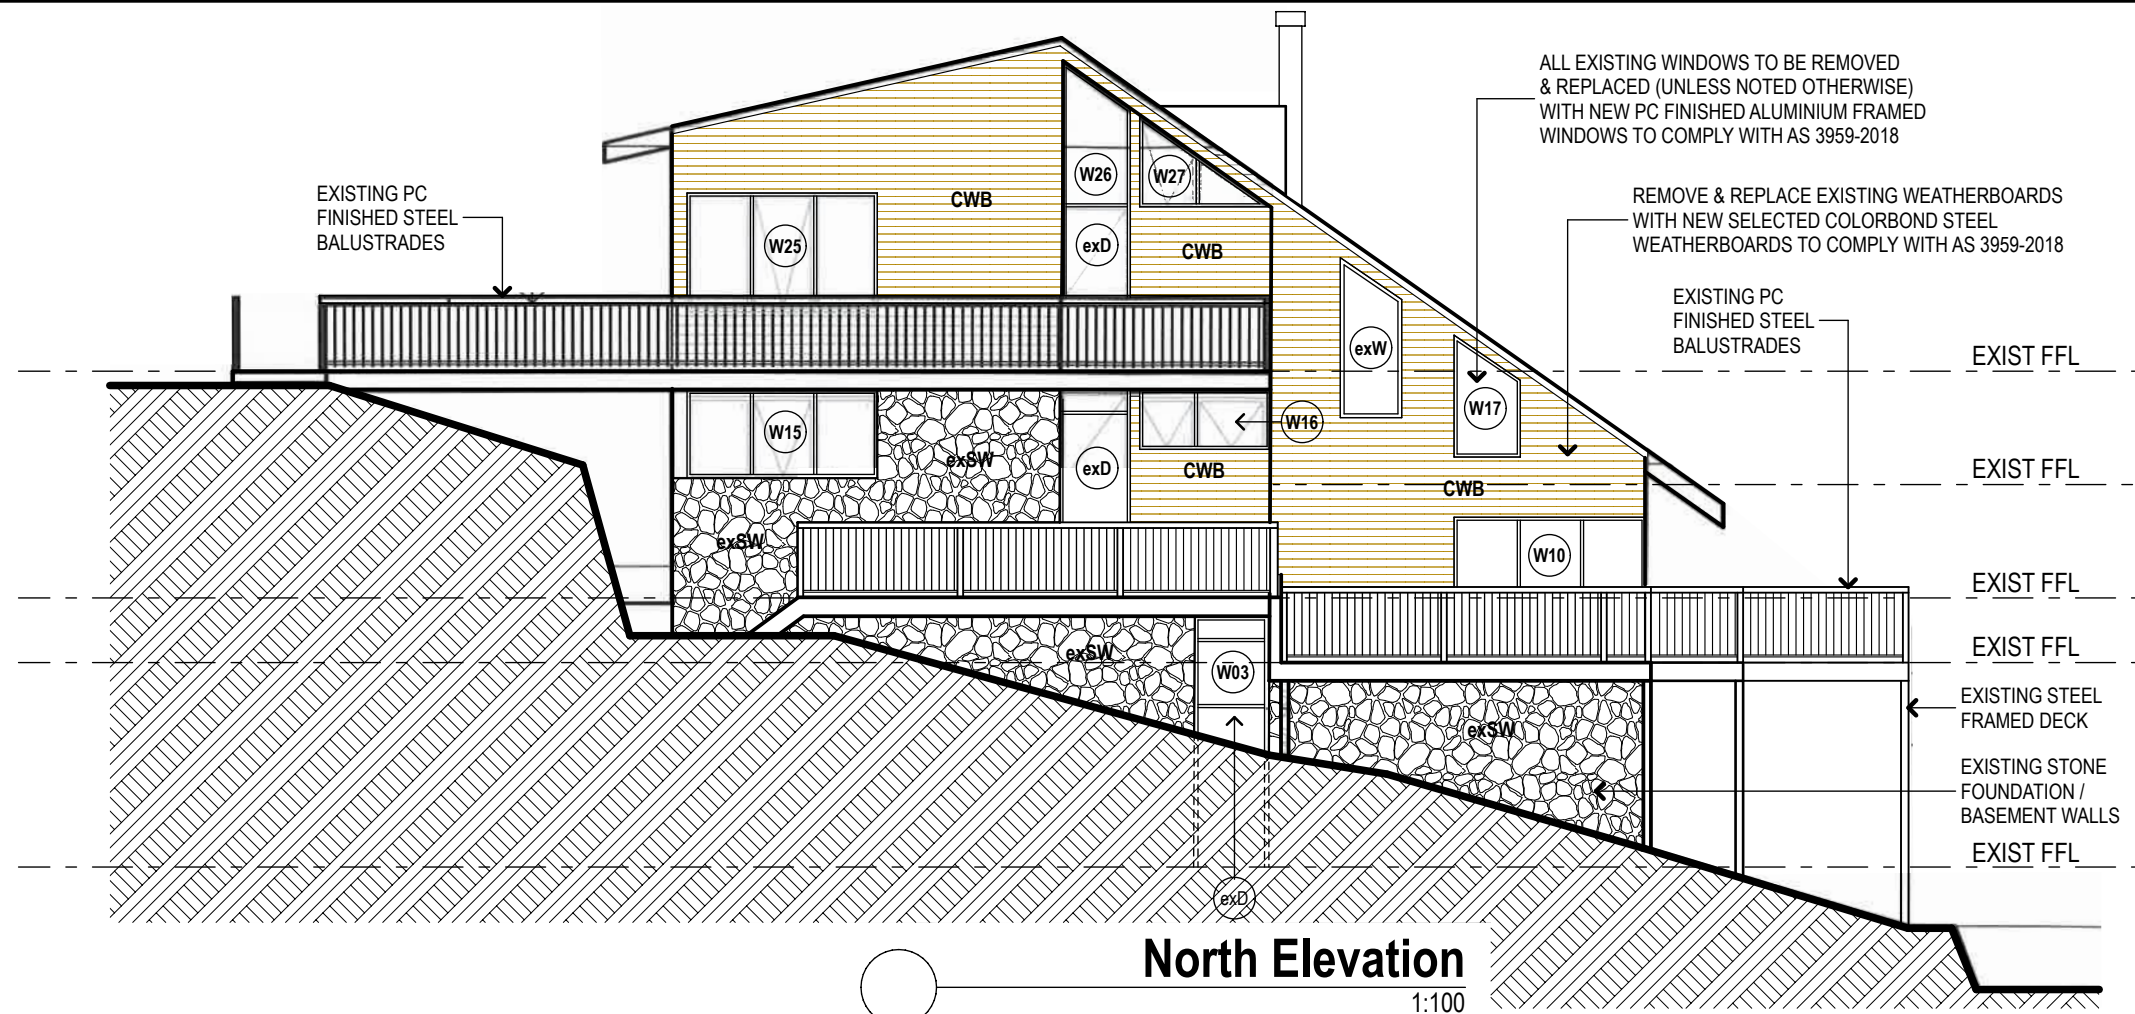 ALL EXISTING WINDOWS TO BE REMOVED
& REPLACED (UNLESS NOTED OTHERWISE)
WITH NEW PC FINISHED ALUMINIUM FRAMED
WINDOWS TO COMPLY WITH AS 3959-2018
EXISTING PC
FINISHED STEEL
BALUSTRADES
REMOVE & REPLACE EXISTING WEATHERBOARDS
WITH NEW SELECTED COLORBOND STEEL
WEATHERBOARDS TO COMPLY WITH AS 3959-2018
EXISTING PC
FINISHED STEEL
BALUSTRADES
W26
W27
CWB
W25
exD
CWB
exW
EXIST FFL
W17
W15
W16
exSW
exD
CWB
EXIST FFL
CWB
exSW
W10
EXIST FFL
exSW
W03
EXIST FFL
EXISTING STEEL
FRAMED DECK
exSW
EXISTING STONE
FOUNDATION /
BASEMENT WALLS
EXIST FFL
exD
North Elevation
1:100